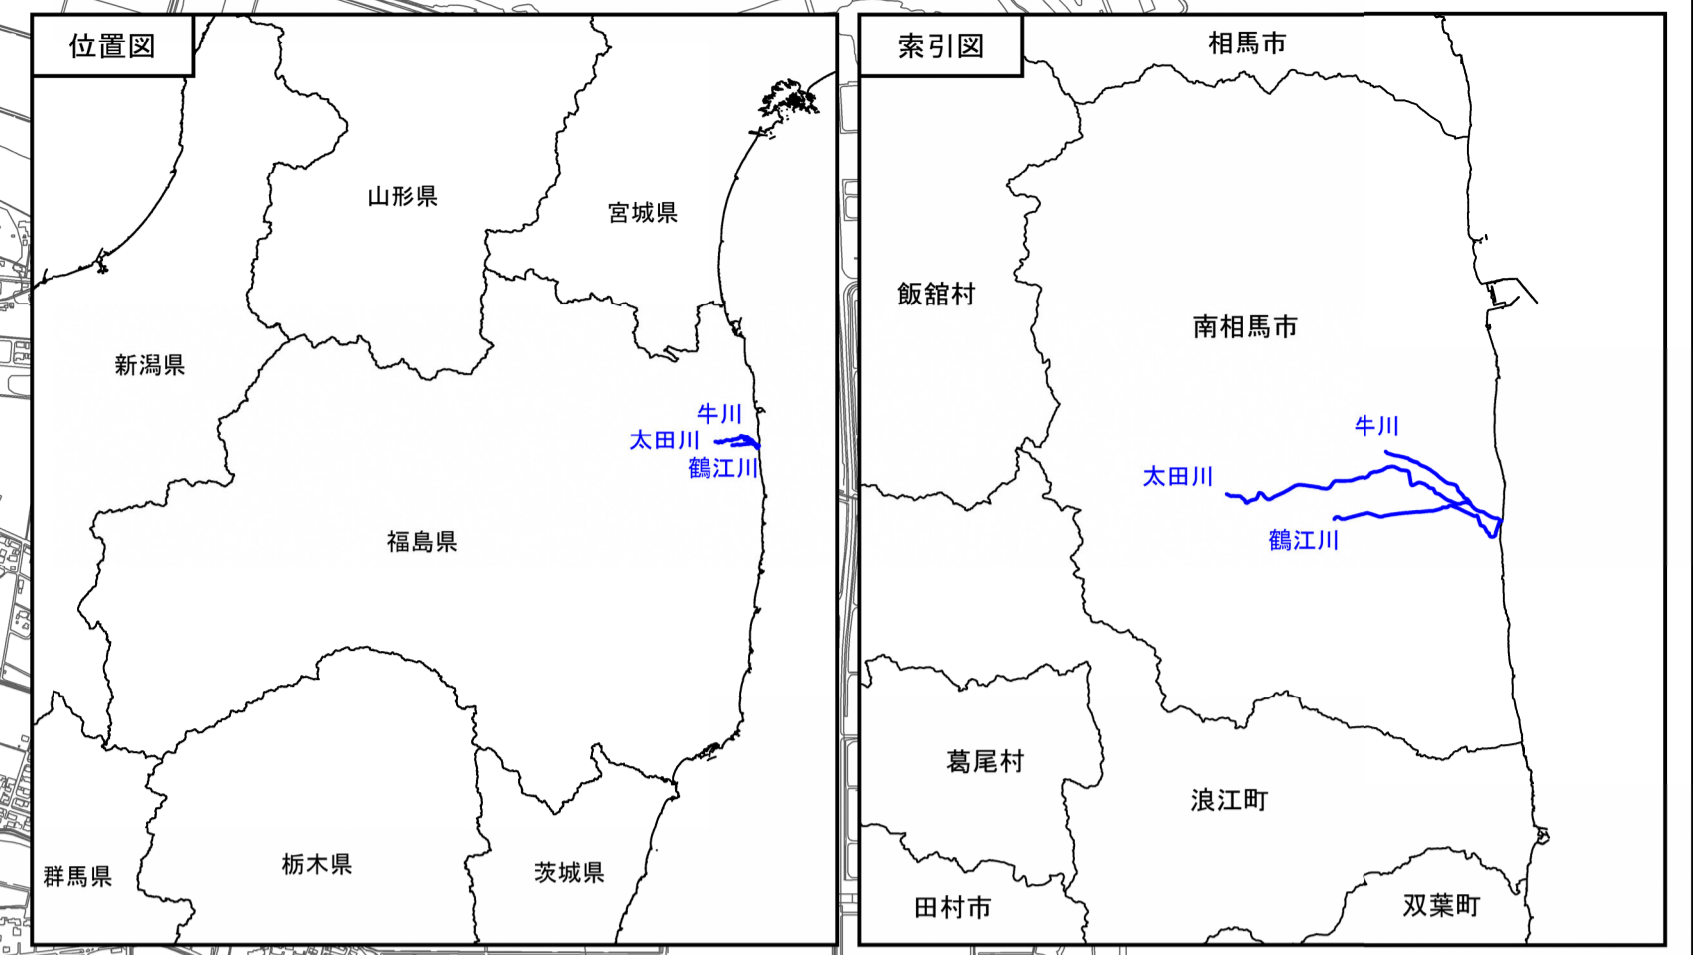 位置図
山形県
宮城県
新潟県
牛川
太田川
鶴江川
福島県
群馬県
栃木県
茨城県
索引図
相馬市
飯舘村
南相馬市
牛川
太田川
鶴江川
葛尾村
浪江町
田村市
双葉町